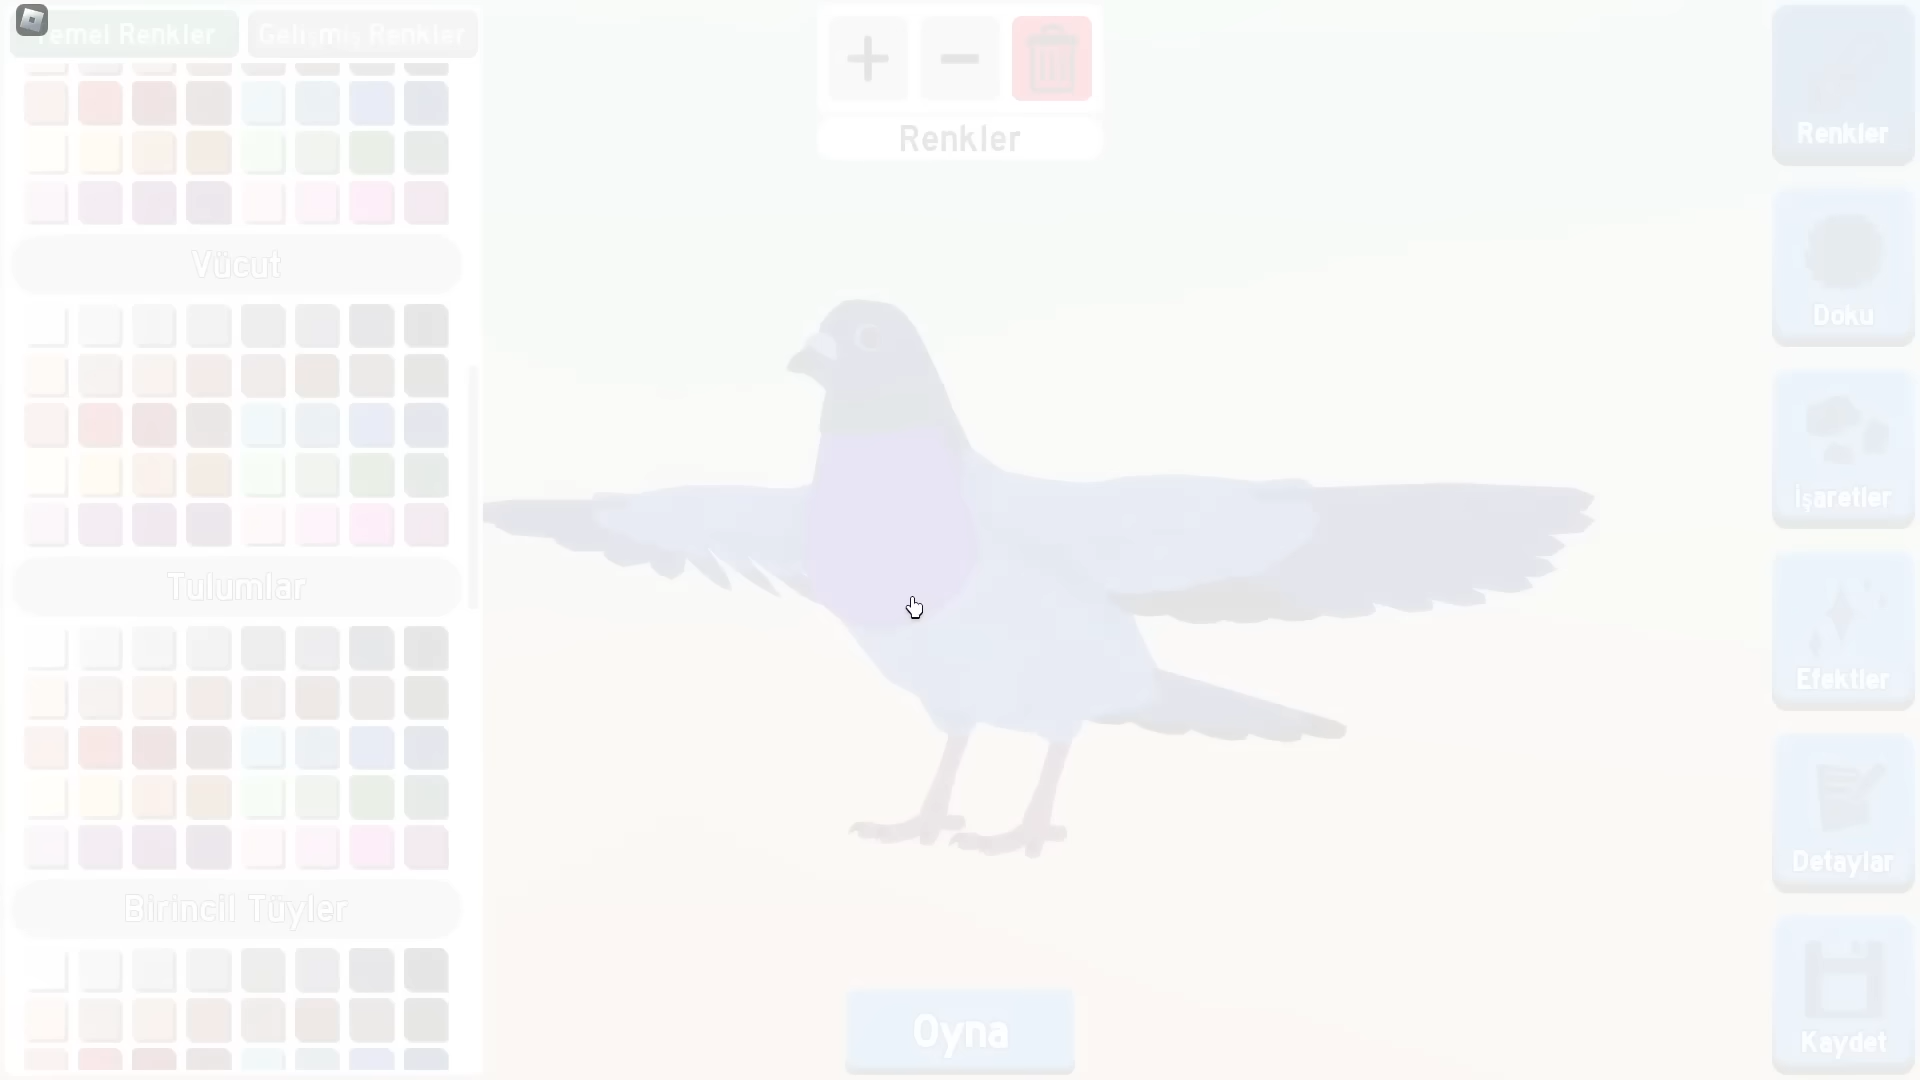 Temel Renkler
Gelişmiş Renkler
Renkler
Vücut
Tulumlar
Birincil Tüyler
Oyna
Renkler
Doku
İşaretler
Efektler
Detaylar
Kaydet